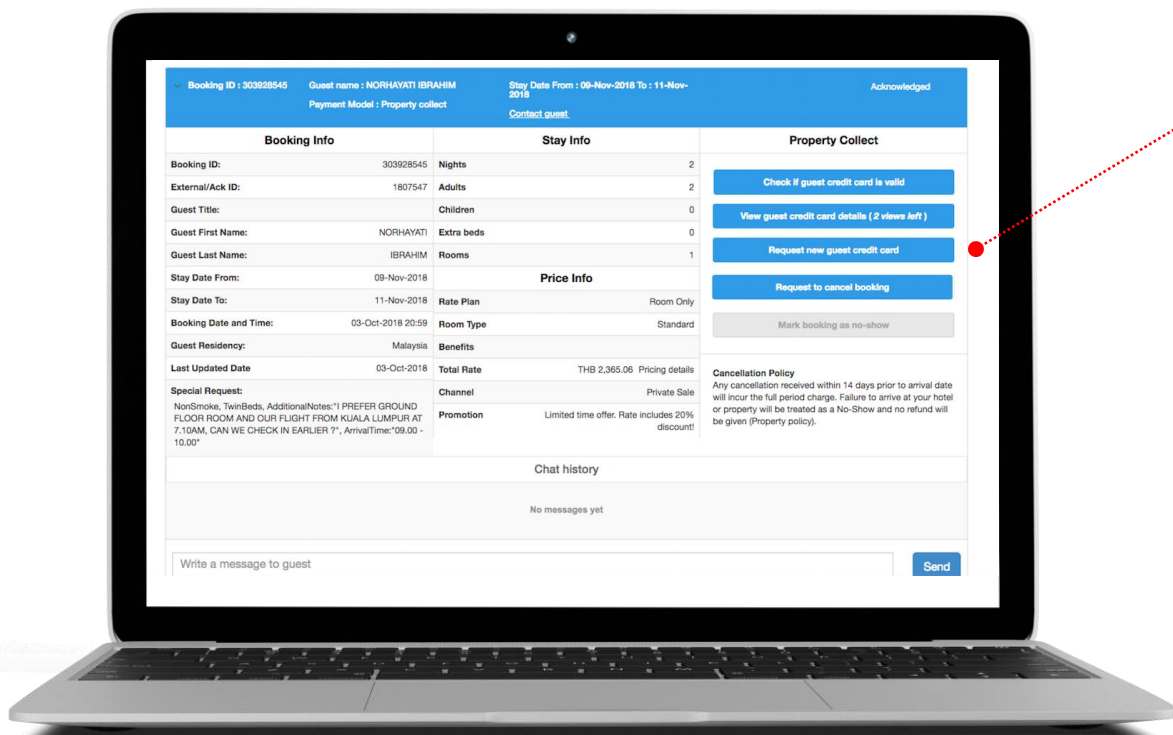 Booking ID : 303928545
Guest name : NORHAYATI IBRAHIM
Payment Model : Property collect
Stay Date From : 09-Nov-2018 To : 11-Nov-
2018
Contact guest
Acknowledged
Booking Info
Booking ID: 303928545
External/Ack ID: 1807547
Guest Title:
Guest First Name: NORHAYATI
Guest Last Name: IBRAHIM
Stay Date From: 09-Nov-2018
Stay Date To: 11-Nov-2018
Booking Date and Time: 03-Oct-2018 20:59
Guest Residency: Malaysia
Last Updated Date 03-Oct-2018
Special Request:
NonSmoke, TwinBeds, AdditionalNotes:"I PREFER GROUND
FLOOR ROOM AND OUR FLIGHT FROM KUALA LUMPUR AT
7.10AM, CAN WE CHECK IN EARLIER ?", ArrivalTime:"09.00 -
10.00"
Stay Info
Nights 2
Adults 2
Children 0
Extra beds 0
Rooms 1
Price Info
Rate Plan Room Only
Room Type Standard
Benefits
Total Rate THB 2,365.06 Pricing details
Channel Private Sale
Promotion Limited time offer. Rate includes 20%
discount!
Property Collect
Check if guest credit card is valid
View guest credit card details ( 2 views left )
Request new guest credit card
Request to cancel booking
Mark booking as no-show
Cancellation Policy
Any cancellation received within 14 days prior to arrival date
will incur the full period charge. Failure to arrive at your hotel
or property will be treated as a No-Show and no refund will
be given (Property policy).
Chat history
No messages yet
Write a message to guest
Send